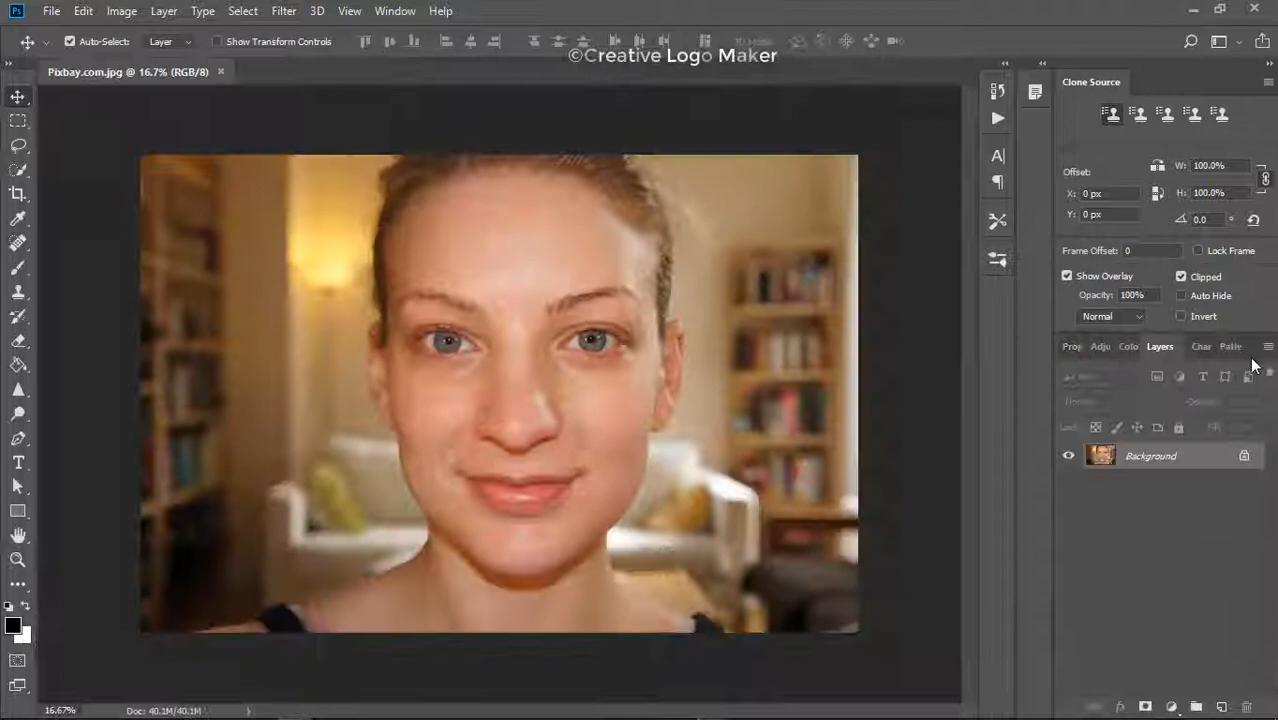 Ps File Edit Image Layer Type Select Filter 3D View Window Help
Auto-Select: Layer Show Transform Controls
©Creative Logo Maker
Pixbay.com.jpg @ 16.7% (RGB/8) ×
Clone Source
Offset:
W: 100.0%
X: 0 px
H: 100.0%
Y: 0 px
0.0 °
Frame Offset: 0
Lock Frame
Show Overlay
Clipped
Opacity: 100%
Auto Hide
Normal
Invert
Prop Adju Colo Layers Char
Lock:
Background
16.67% Doc: 40.1M/40.1M